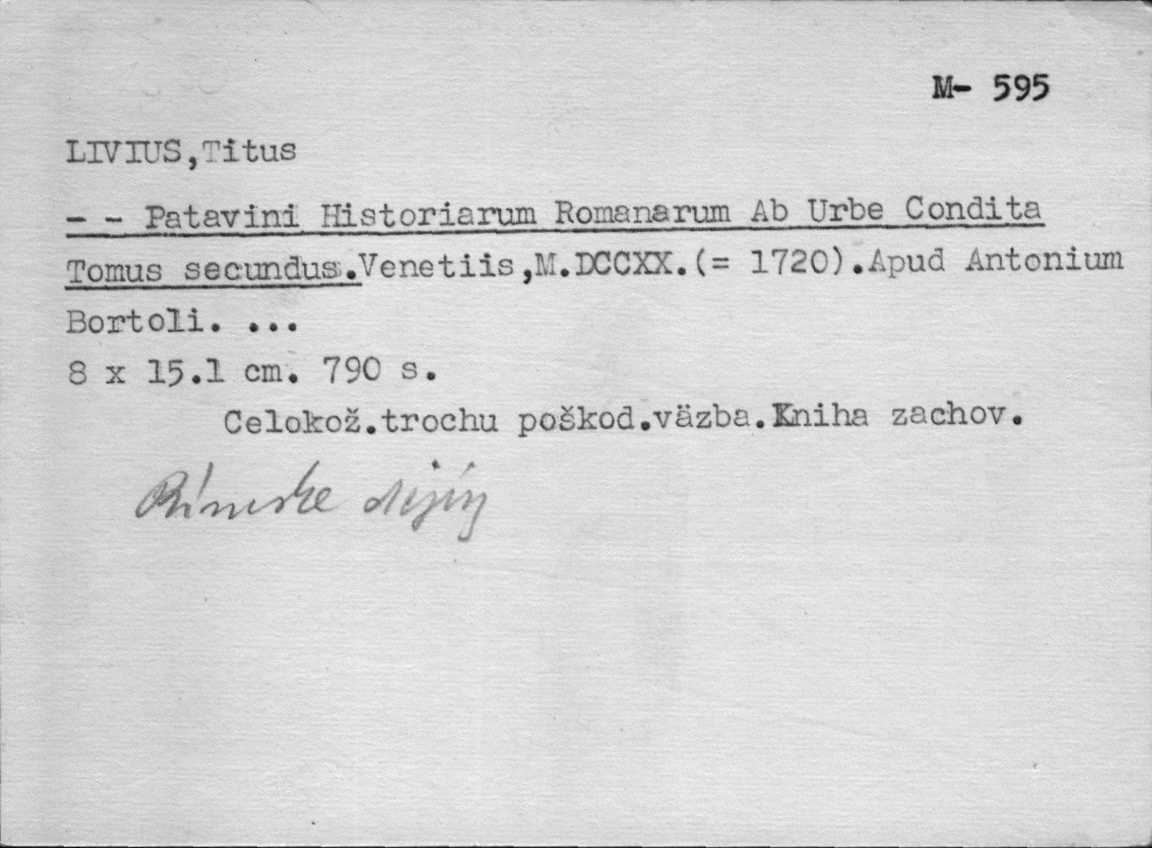 M- 595
LIVIUS,Titus
- - Patavini Historiarum Romanarum Ab Urbe Condita
Tomus secundus.Venetiis,M.DCCXX.(= 1720).Apud Antonium
Bortoli. ...
8 x 15.1 cm. 790 s.
Celokož.trochu poškod.väzba.Kniha zachov.
Rímske dejiny